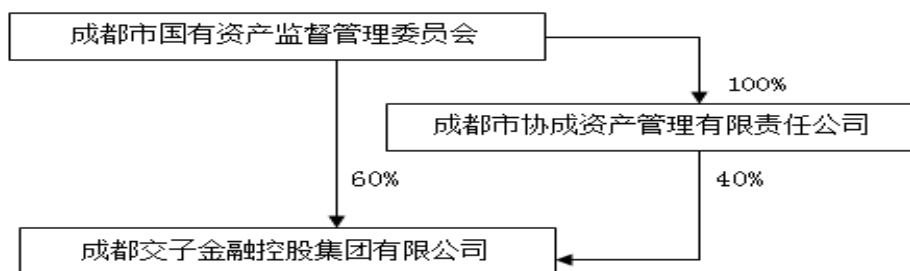 成都市国有资产监督管理委员会
100%
成都市协成资产管理有限责任公司
60%
40%
成都交子金融控股集团有限公司